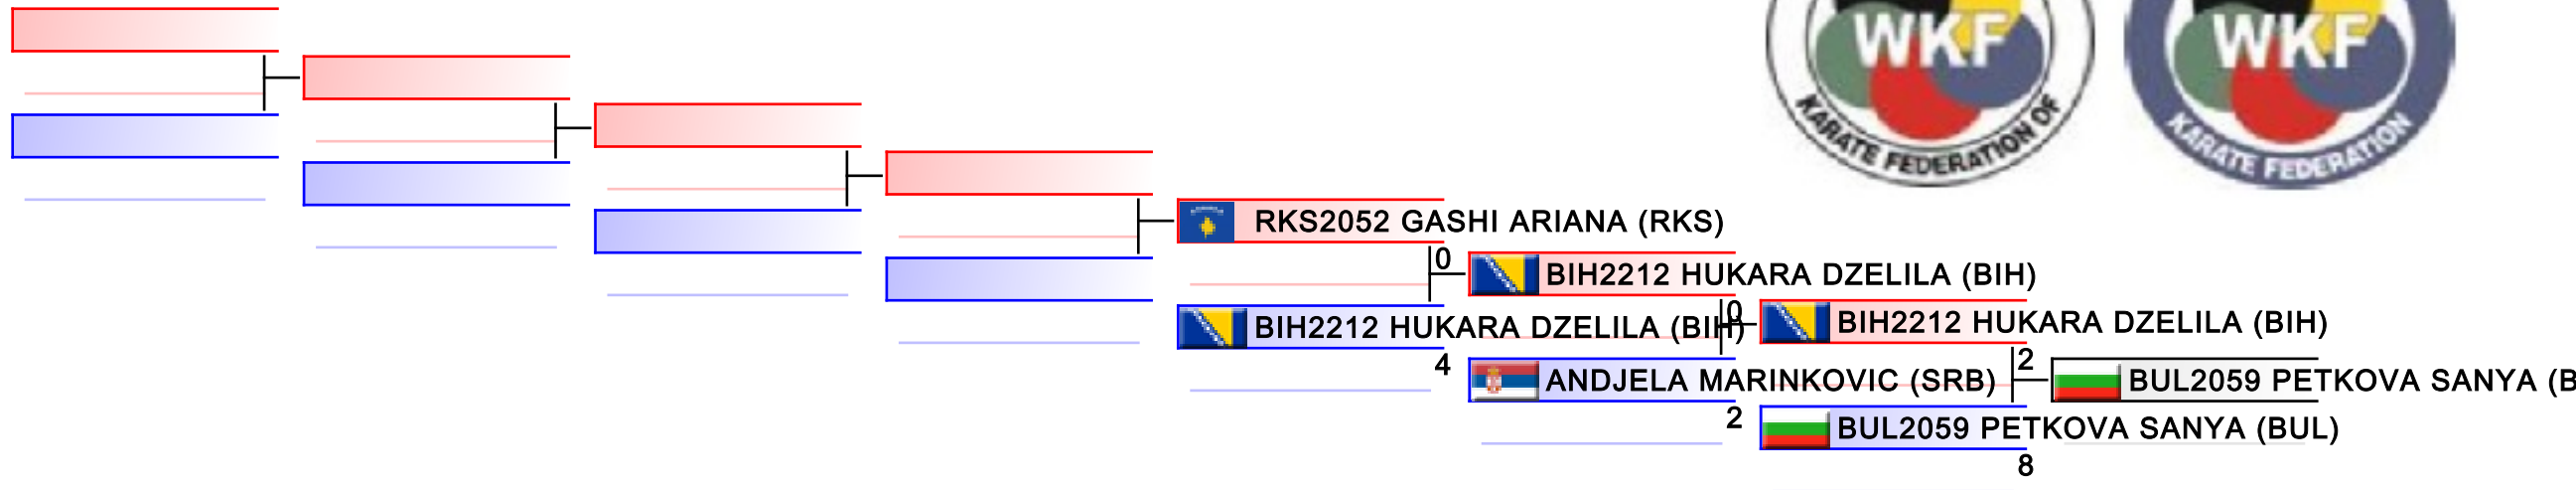 WKF
KARATE FEDERATION OF
WKF
KARATE FEDERATION
RKS2052 GASHI ARIANA (RKS)
0
BIH2212 HUKARA DZELILA (BIH)
0
BIH2212 HUKARA DZELILA (BIH)
BIH2212 HUKARA DZELILA (BIH)
4
2
ANDJELA MARINKOVIC (SRB)
BUL2059 PETKOVA SANYA (B
2
BUL2059 PETKOVA SANYA (BUL)
8